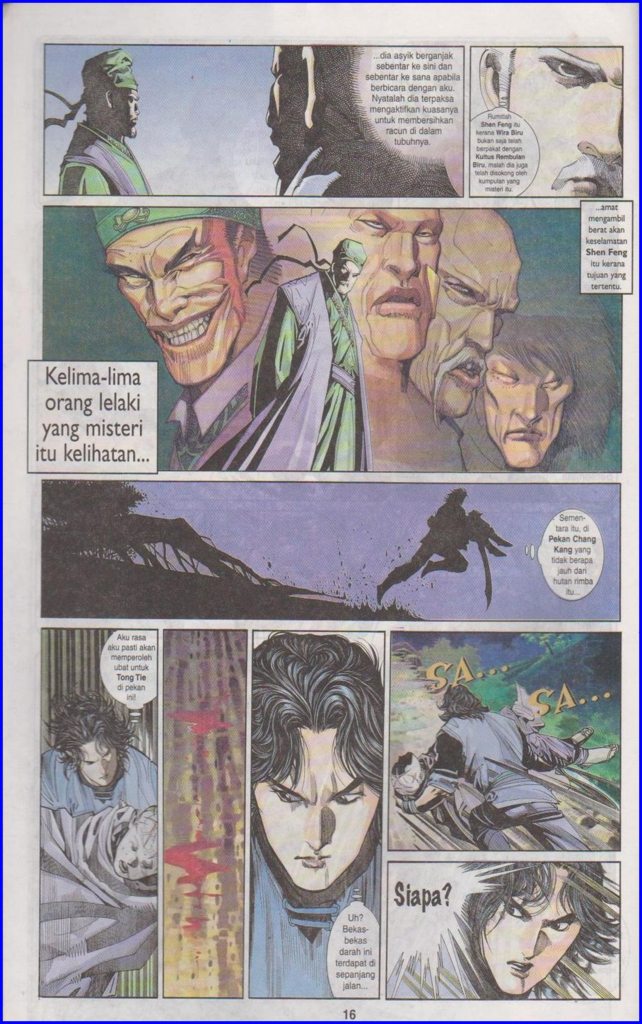 ...dia asyik berganjak
sebentar ke sini dan
sebentar ke sana apabila
berbicara dengan aku.
Nyatalah dia terpaksa
mengaktifkan kuasanya
untuk membersihkan
racun di dalam
tubuhnya.
Rumitlah
Shen Feng itu
kerana Wira Biru
bukan saja telah
berpakat dengan
Kultus Rembulan
Biru, malah dia juga
telah disokong oleh
kumpulan yang
misteri itu.
...amat
mengambil
berat akan
keselamatan
Shen Feng
itu kerana
tujuan yang
tertentu.
Kelima-lima
orang lelaki
yang misteri
itu kelihatan...
Semen-
tara itu, di
Pekan Chang
Kang yang
tidak berapa
jauh dari
hutan rimba
itu...
Aku rasa
aku pasti akan
memperoleh
ubat untuk
Tong Tie
di pekan
ini!
Uh?
Bekas-
bekas
darah ini
terdapat di
sepanjang
jalan...
SA...
SA...
Siapa?
16